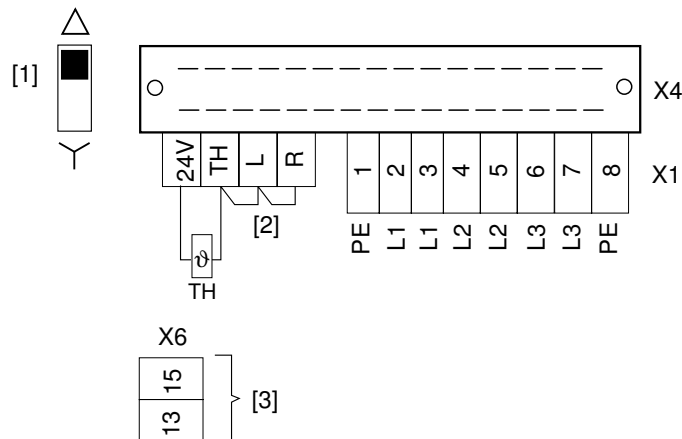 [1]
X4
24V TH L R 1 2 3 4 5 6 7 8 X1
[2]
PE L1 L1 L2 L2 L3 L3 PE
ϑ
TH
X6
15
[3]
13